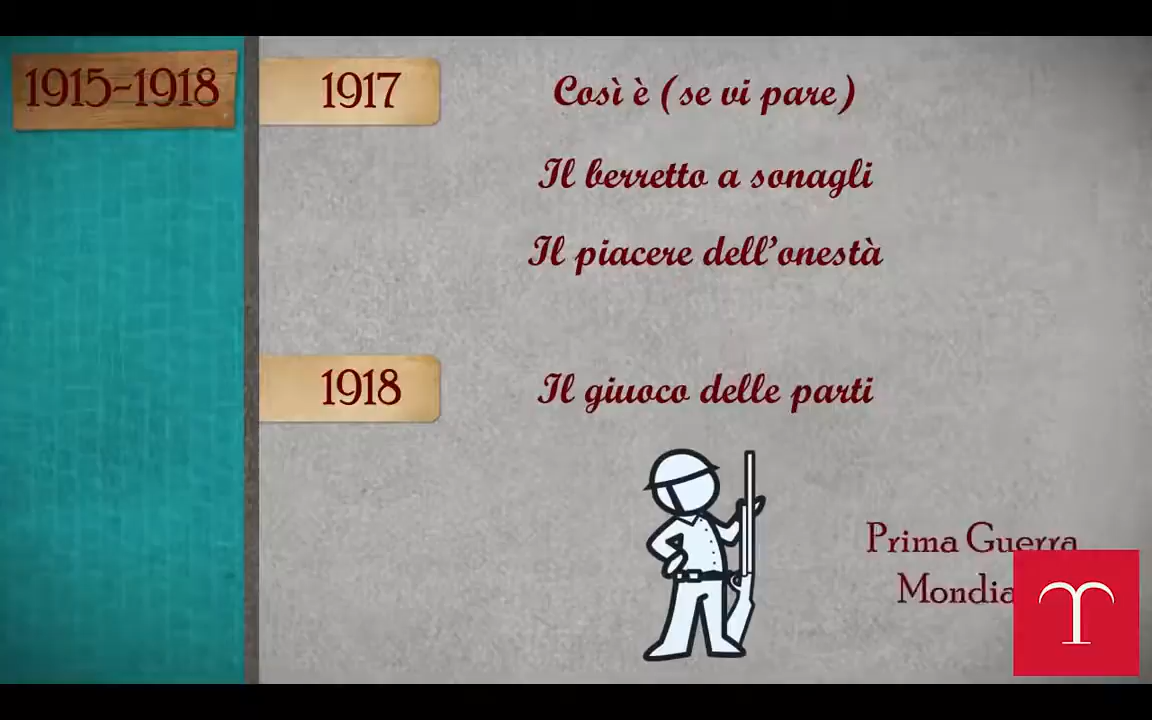 1915-1918
1917
Così è (se vi pare)
Il berretto a sonagli
Il piacere dell'onestà
1918
Il giuoco delle parti
Prima Guerra